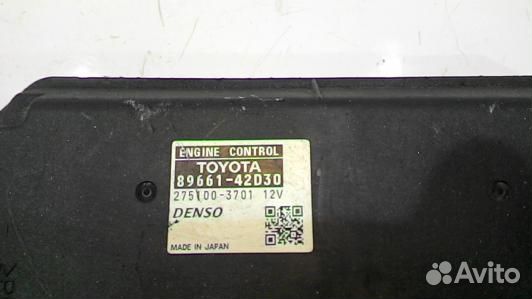 ENGINE CONTROL
TOYOTA
89661-42D30
275100-3701 12V
DENSO
MADE IN JAPAN
Avito